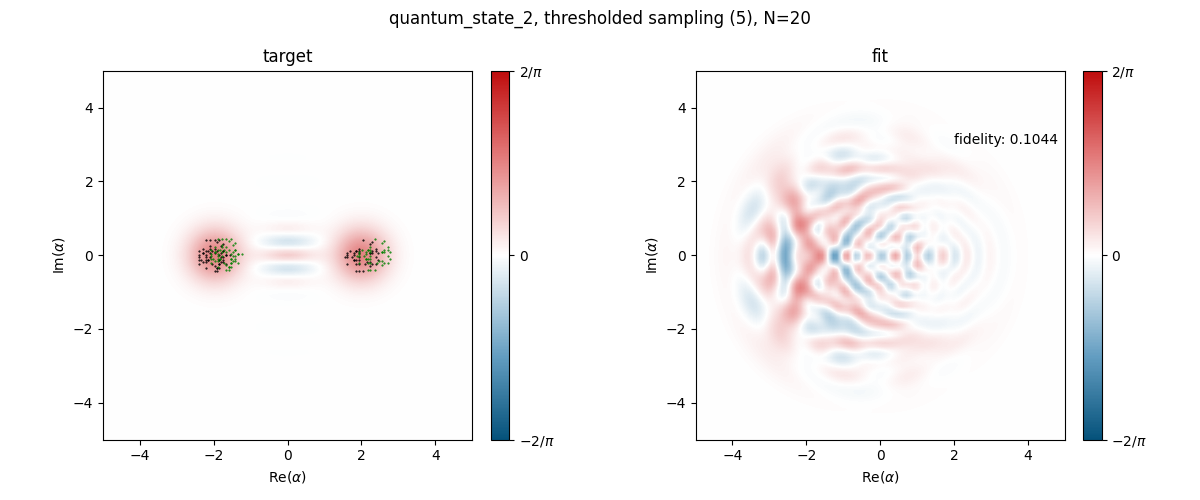 quantum_state_2, thresholded sampling (5), N=20
target
4
2
0
−2
−4
Im(α)
−4
−2
0
2
4
Re(α)
2/π
0
−2/π
fit
fidelity: 0.1044
4
2
0
−2
−4
Im(α)
−4
−2
0
2
4
Re(α)
2/π
0
−2/π